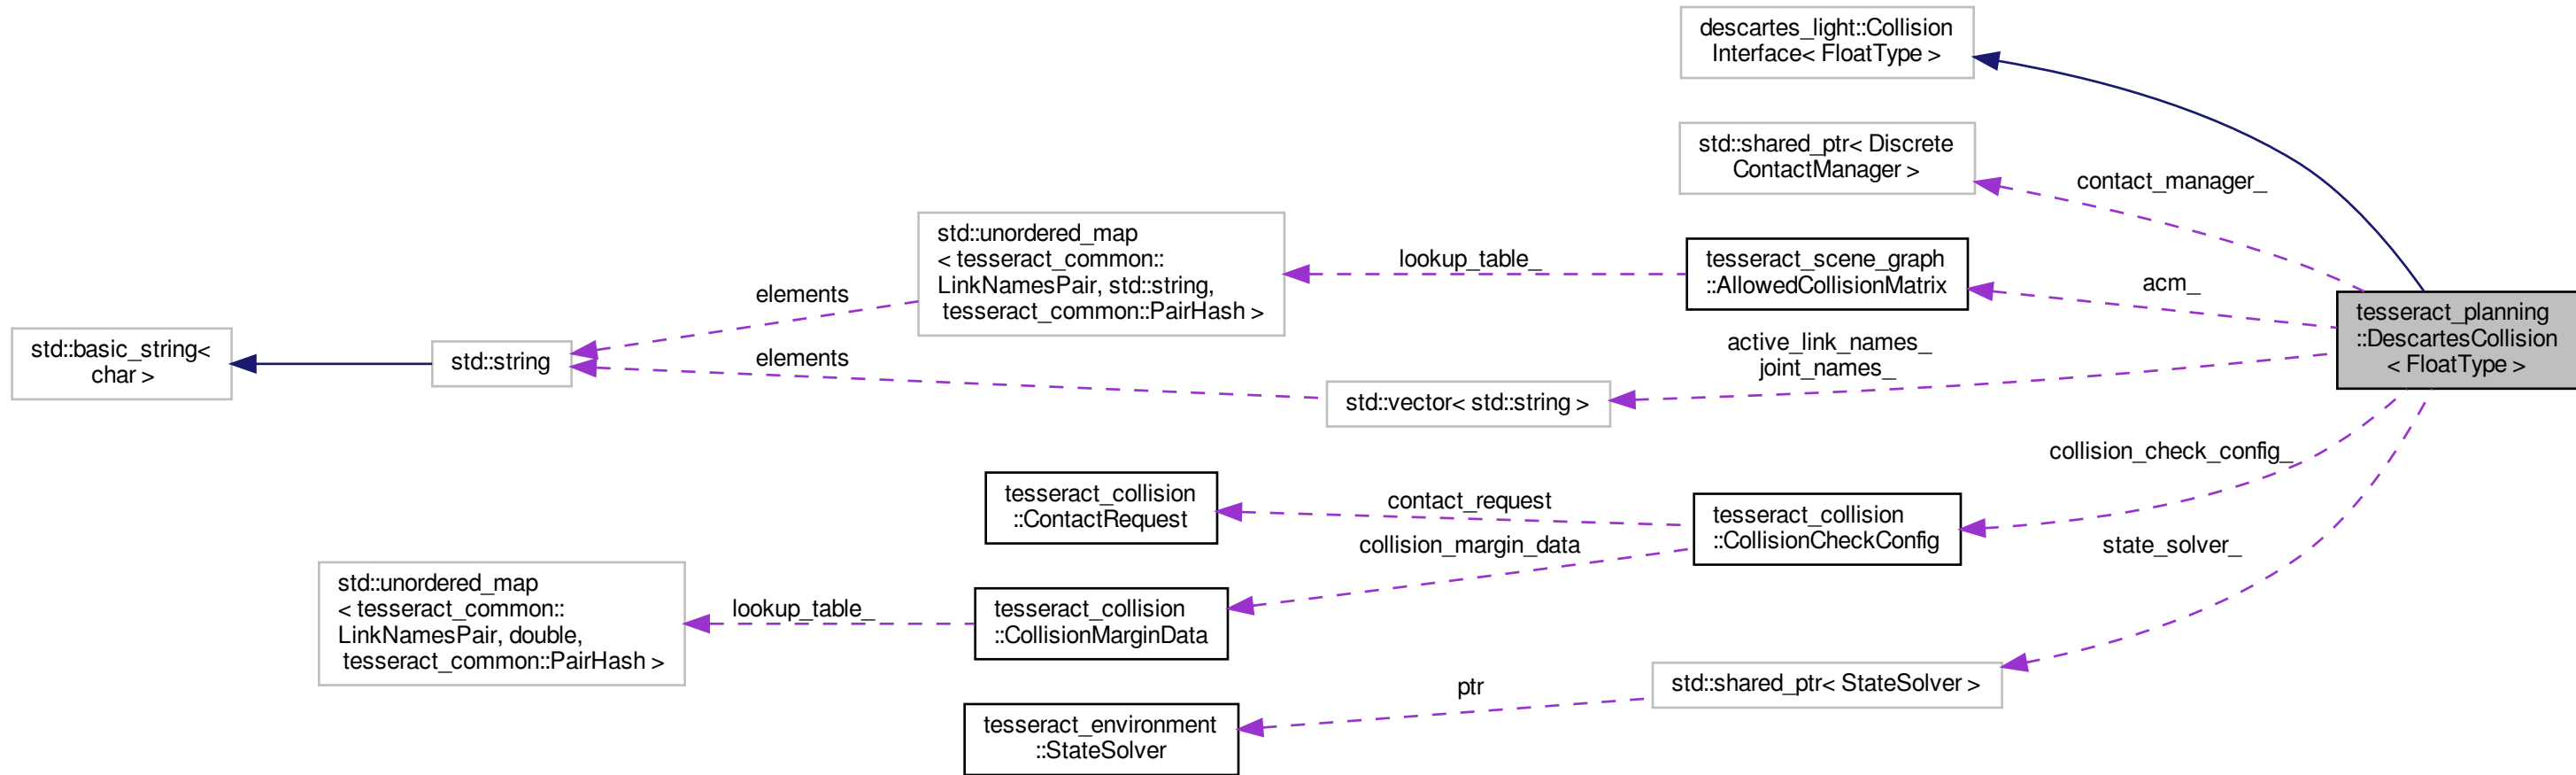 descartes_light::Collision
Interface< FloatType >
std::shared_ptr< Discrete
ContactManager >
contact_manager_
std::unordered_map
< tesseract_common::
LinkNamesPair, std::string,
tesseract_common::PairHash >
lookup_table_
tesseract_scene_graph
::AllowedCollisionMatrix
acm_
tesseract_planning
::DescartesCollision
< FloatType >
elements
std::basic_string<
char >
std::string
elements
active_link_names_
joint_names_
std::vector< std::string >
collision_check_config_
tesseract_collision
::ContactRequest
contact_request
collision_margin_data
tesseract_collision
::CollisionCheckConfig
state_solver_
std::unordered_map
< tesseract_common::
LinkNamesPair, double,
tesseract_common::PairHash >
lookup_table_
tesseract_collision
::CollisionMarginData
std::shared_ptr< StateSolver >
ptr
tesseract_environment
::StateSolver